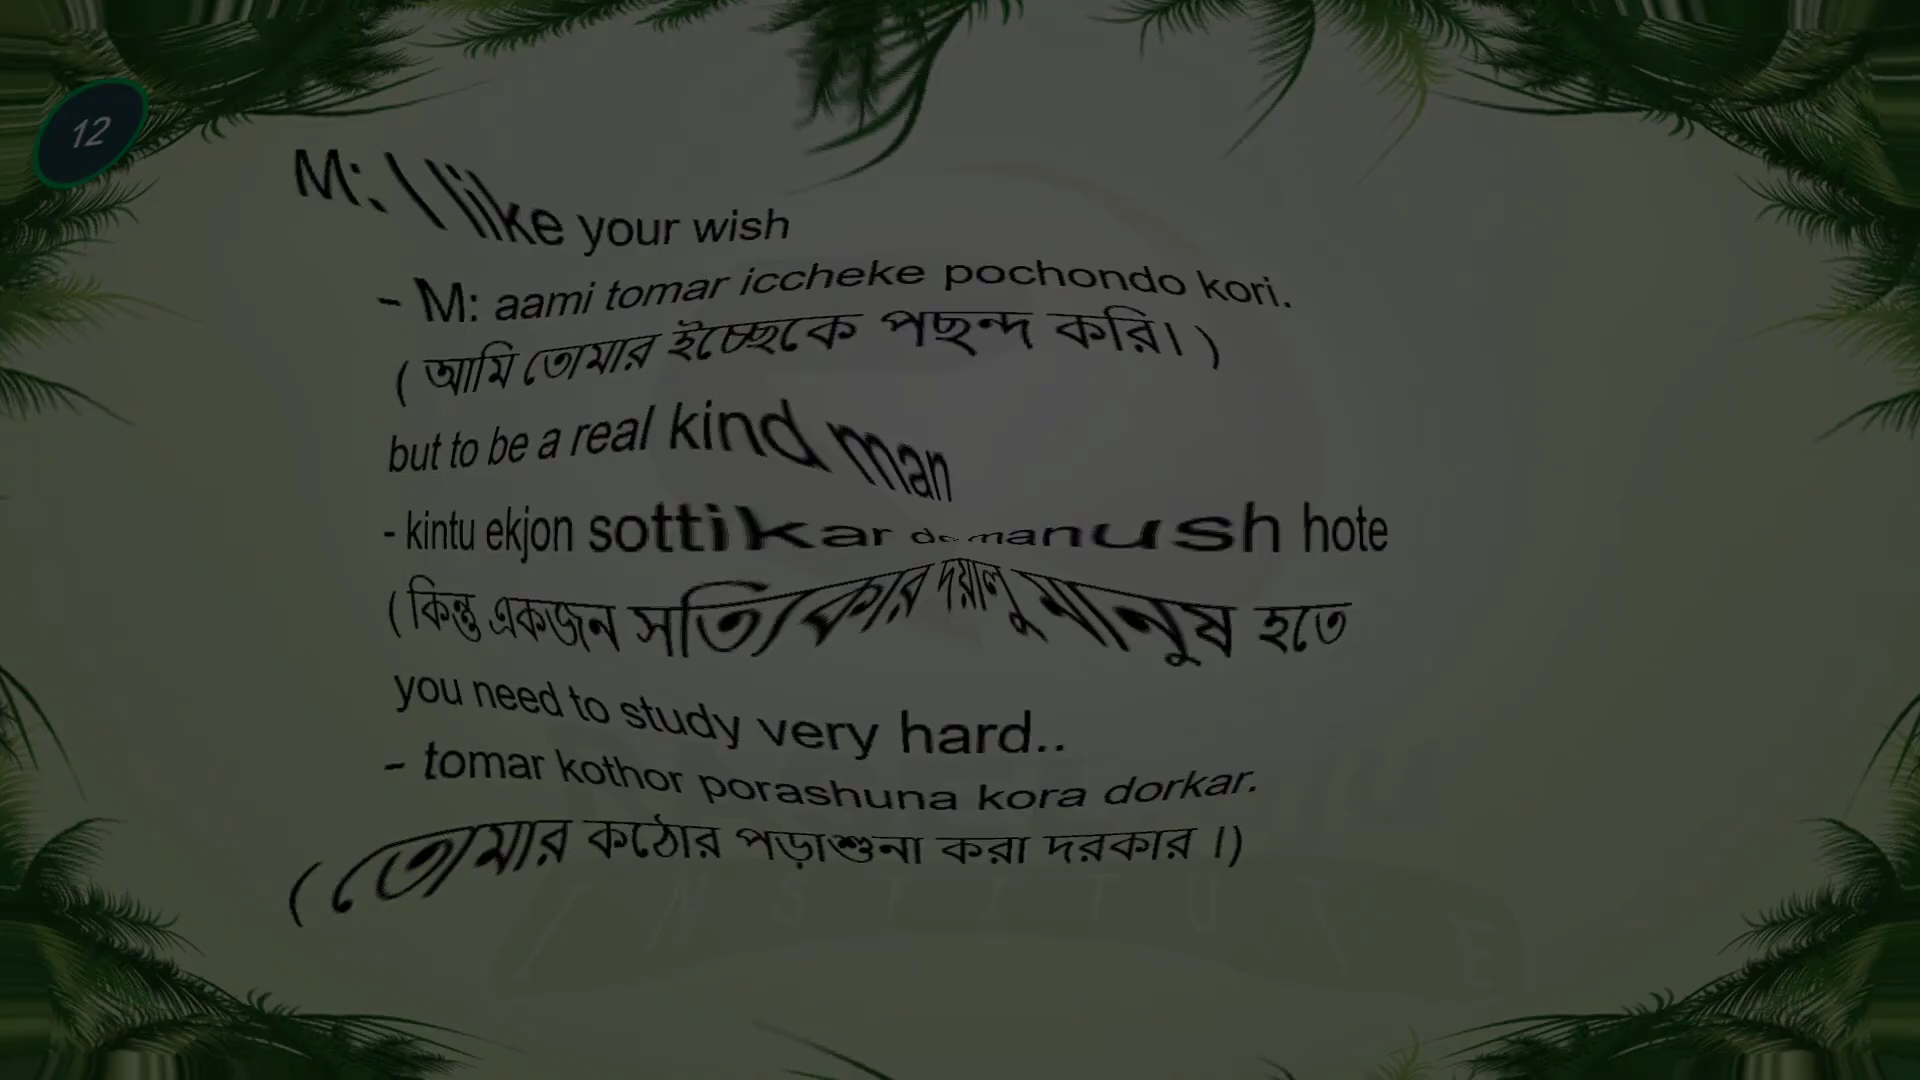 12
M: I like your wish
- M: aami tomar iccheke pochondo kori.
( আমি তোমার ইচ্ছেকে পছন্দ করি। )
but to be a real kind man
- kintu ekjon sottikar manush hote
( কিন্তু একজন সত্যিকার দয়ালু মানুষ হতে
you need to study very hard..
- tomar kothor porashuna kora dorkar.
( তোমার কঠোর পড়াশুনা করা দরকার ।)
INSTITUTE